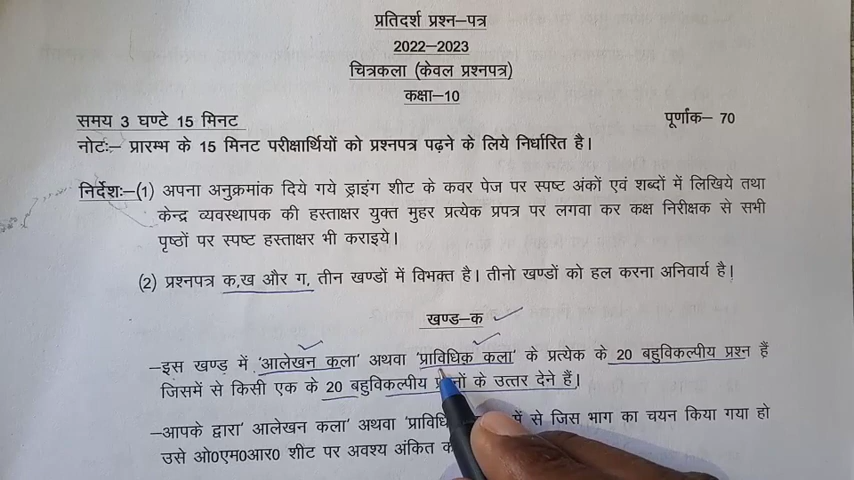 प्रतिदर्श प्रश्न–पत्र
2022–2023
चित्रकला (केवल प्रश्नपत्र)
कक्षा–10
समय 3 घण्टे 15 मिनट
पूर्णांक– 70
नोटः– प्रारम्भ के 15 मिनट परीक्षार्थियों को प्रश्नपत्र पढ़ने के लिये निर्धारित है।
निर्देशः–(1) अपना अनुक्रमांक दिये गये ड्राइंग शीट के कवर पेज पर स्पष्ट अंकों एवं शब्दों में लिखिये तथा
केन्द्र व्यवस्थापक की हस्ताक्षर युक्त मुहर प्रत्येक प्रपत्र पर लगवा कर कक्ष निरीक्षक से सभी
पृष्ठों पर स्पष्ट हस्ताक्षर भी कराइये।
(2) प्रश्नपत्र क,ख और ग, तीन खण्डों में विभक्त है। तीनो खण्डों को हल करना अनिवार्य है।
खण्ड–क
–इस खण्ड में 'आलेखन कला' अथवा 'प्राविधिक कला' के प्रत्येक के 20 बहुविकल्पीय प्रश्न हैं
जिसमें से किसी एक के 20 बहुविकल्पीय के उत्तर देने हैं।
–आपके द्वारा' आलेखन कला' अथवा में से जिस भाग का चयन किया गया हो
उसे ओ0एम0आर0 शीट पर अवश्य अंकित